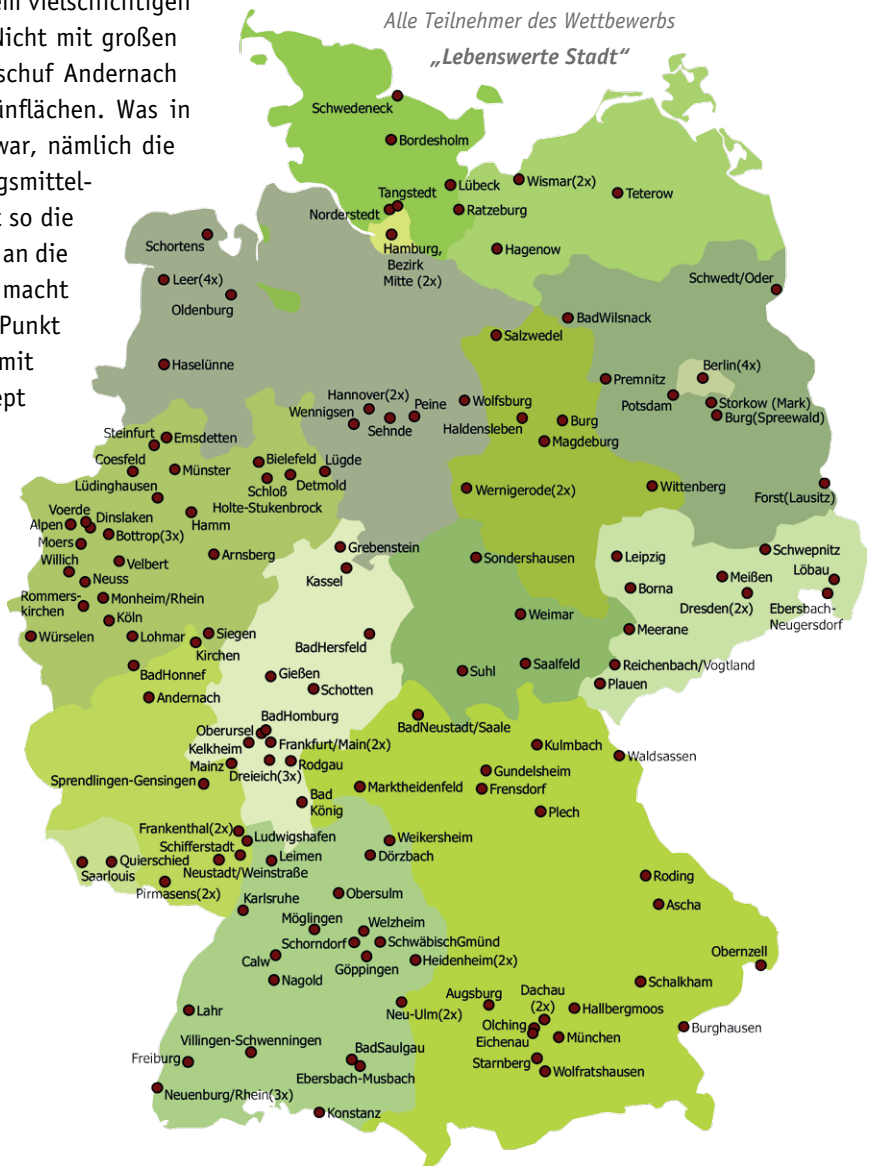 em vielschichtigen
Nicht mit großen
schuf Andernach
ünflächen. Was in
war, nämlich die
gsmittel-
so die
an die
macht
Punkt
mit
ept
Alle Teilnehmer des Wettbewerbs
„Lebenswerte Stadt“
Schwedeneck
Bordesholm
Lübeck
Wismar(2x)
Teterow
Tangstedt
Norderstedt
Ratzeburg
Schortens
Hamburg,
Bezirk
Mitte (2x)
Hagenow
Leer(4x)
Oldenburg
Schwedt/Oder
BadWilsnack
Salzwedel
Haselünne
Premnitz
Berlin(4x)
Potsdam
Storkow (Mark)
Burg(Spreewald)
Hannover(2x)
Wennigsen
Peine
Sehnde
Wolfsburg
Haldensleben
Burg
Magdeburg
Steinfurt
Emsdetten
Coesfeld
Münster
Lüdinghausen
Bielefeld
Lügde
Schloß
Holte-Stukenbrock
Detmold
Wernigerode(2x)
Wittenberg
Forst(Lausitz)
Voerde
Alpen
Dinslaken
Hamm
Moers
Bottrop(3x)
Willich
Velbert
Arnsberg
Grebenstein
Kassel
Sondershausen
Leipzig
Schwepnitz
Neuss
Meißen
Löbau
Rommers-
kirchen
Monheim/Rhein
Borna
Dresden(2x)
Ebersbach-
Neugersdorf
Köln
Weimar
Meerane
Würselen
Lohmar
Siegen
Kirchen
BadHersfeld
BadHonnef
Gießen
Suhl
Saalfeld
Reichenbach/Vogtland
Plauen
Andernach
Schotten
BadHomburg
Oberursel
BadNeustadt/Saale
Kelkheim
Frankfurt/Main(2x)
Kulmbach
Waldsassen
Mainz
Dreieich(3x)
Rodgau
Gundelsheim
Sprendlingen-Gensingen
Marktheidenfeld
Frensdorf
Bad
König
Plech
Frankenthal(2x)
Ludwigshafen
Weikersheim
Schifferstadt
Dörzbach
Quierschied
Leimen
Saarlouis
Neustadt/Weinstraße
Pirmasens(2x)
Roding
Karlsruhe
Obersulm
Ascha
Möglingen
Welzheim
Schorndorf
SchwäbischGmünd
Obernzell
Calw
Göppingen
Heidenheim(2x)
Nagold
Schalkham
Augsburg
Dachau
(2x)
Lahr
Neu-Ulm(2x)
Hallbergmoos
Olching
Burghausen
Eichenau
München
Villingen-Schwenningen
BadSaulgau
Freiburg
Starnberg
Ebersbach-Musbach
Wolfratshausen
Neuenburg/Rhein(3x)
Konstanz